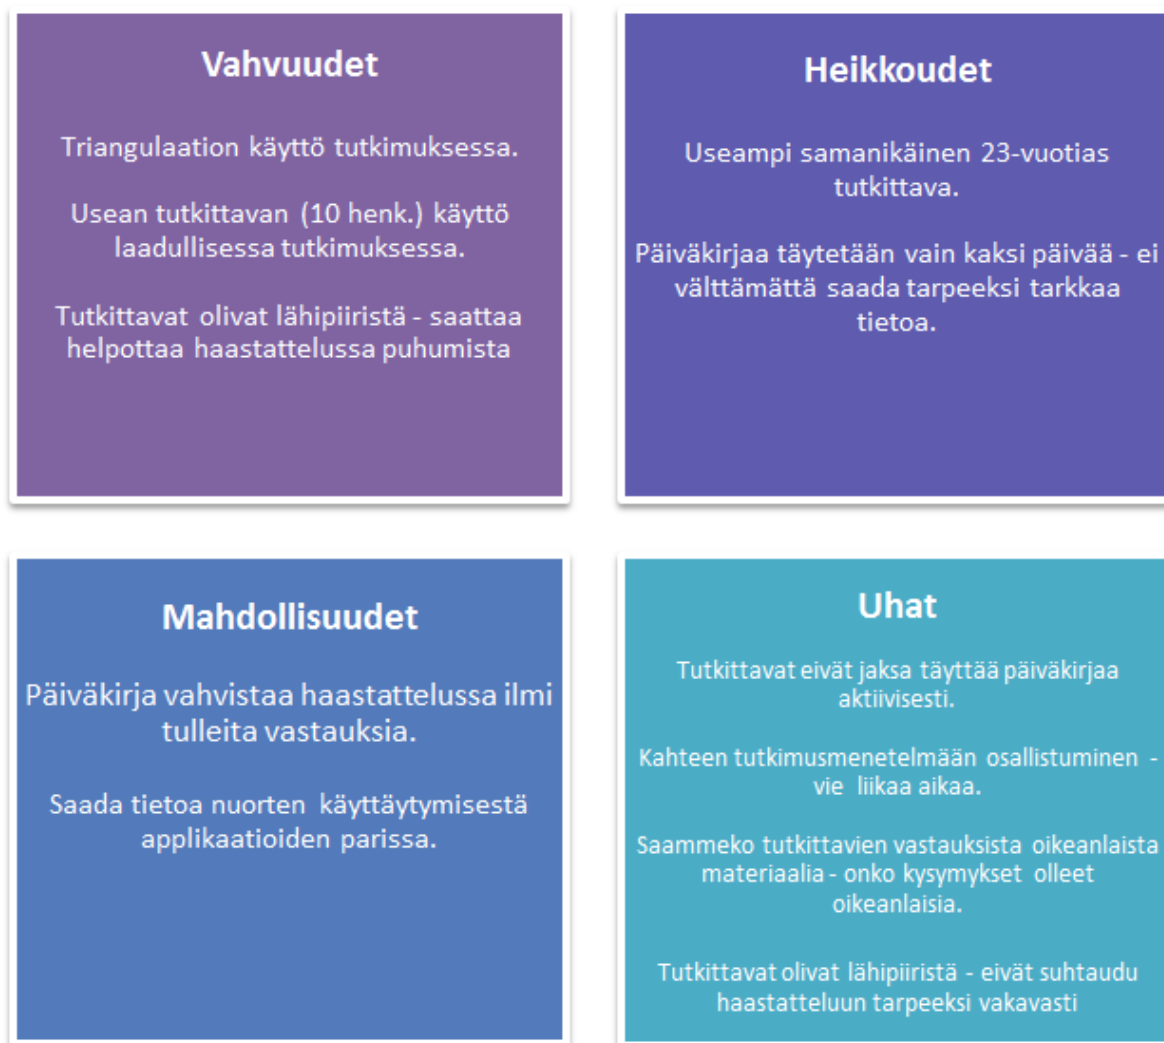 Vahvuudet
Triangulaation käyttö tutkimuksessa.
Usean tutkittavan (10 henk.) käyttö
laadullisessa tutkimuksessa.
Tutkittavat olivat lähipiiristä - saattaa
helpottaa haastattelussa puhumista
Heikkoudet
Useampi samanikäinen 23-vuotias
tutkittava.
Päiväkirjaa täytetään vain kaksi päivää - ei
välttämättä saada tarpeeksi tarkkaa
tietoa.
Mahdollisuudet
Päiväkirja vahvistaa haastattelussa ilmi
tulleita vastauksia.
Saada tietoa nuorten käyttäytymisestä
applikaatioiden parissa.
Uhat
Tutkittavat eivät jaksa täyttää päiväkirjaa
aktiivisesti.
Kahteen tutkimusmenetelmään osallistuminen -
vie liikaa aikaa.
Saammeko tutkittavien vastauksista oikeanlaista
materiaalia - onko kysymykset olleet
oikeanlaisia.
Tutkittavat olivat lähipiiristä - eivät suhtaudu
haastatteluun tarpeeksi vakavasti